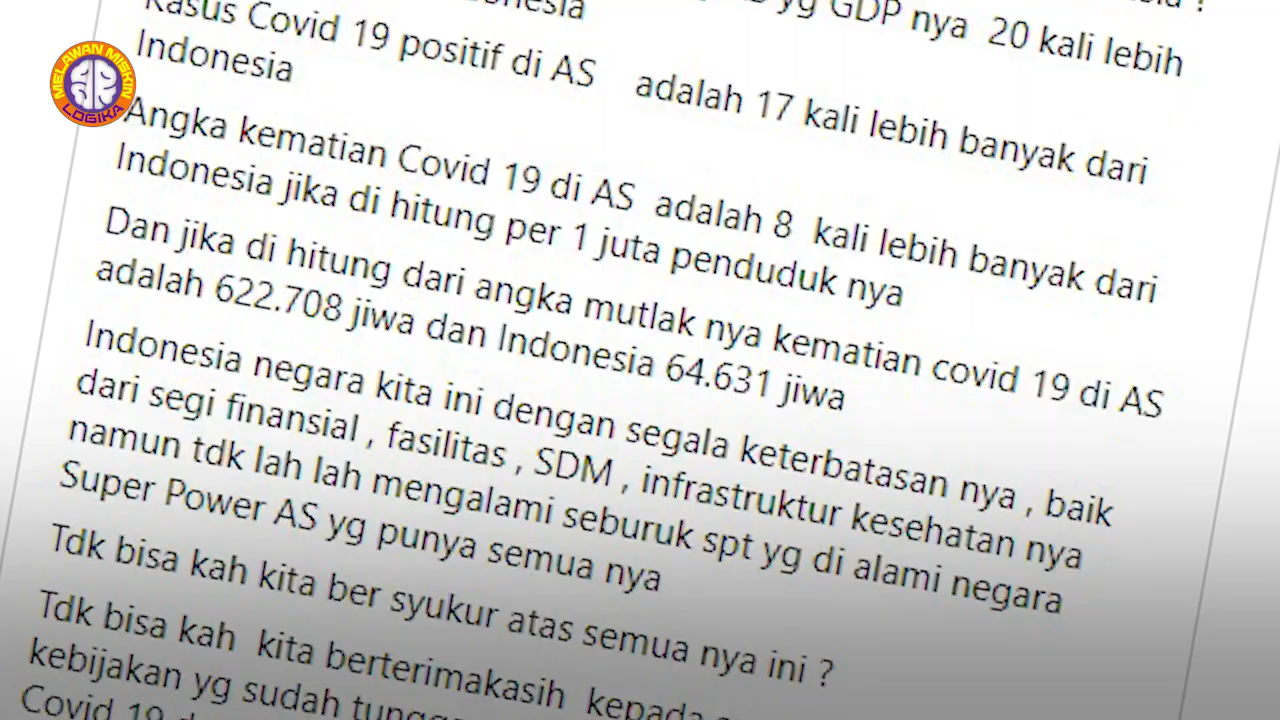 yg GDP nya 20 kali lebih
Kasus Covid 19 positif di AS adalah 17 kali lebih banyak dari
Indonesia
Angka kematian Covid 19 di AS adalah 8 kali lebih banyak dari
Indonesia jika di hitung per 1 juta penduduk nya
Dan jika di hitung dari angka mutlak nya kematian covid 19 di AS
adalah 622.708 jiwa dan Indonesia 64.631 jiwa
Indonesia negara kita ini dengan segala keterbatasan nya , baik
dari segi finansial , fasilitas , SDM , infrastruktur kesehatan nya
namun tdk lah lah mengalami seburuk spt yg di alami negara
Super Power AS yg punya semua nya
Tdk bisa kah kita ber syukur atas semua nya ini ?
Tdk bisa kah kita berterimakasih kepada
kebijakan yg sudah
Covid 19
MELAWAN MISKIN
LOGIKA